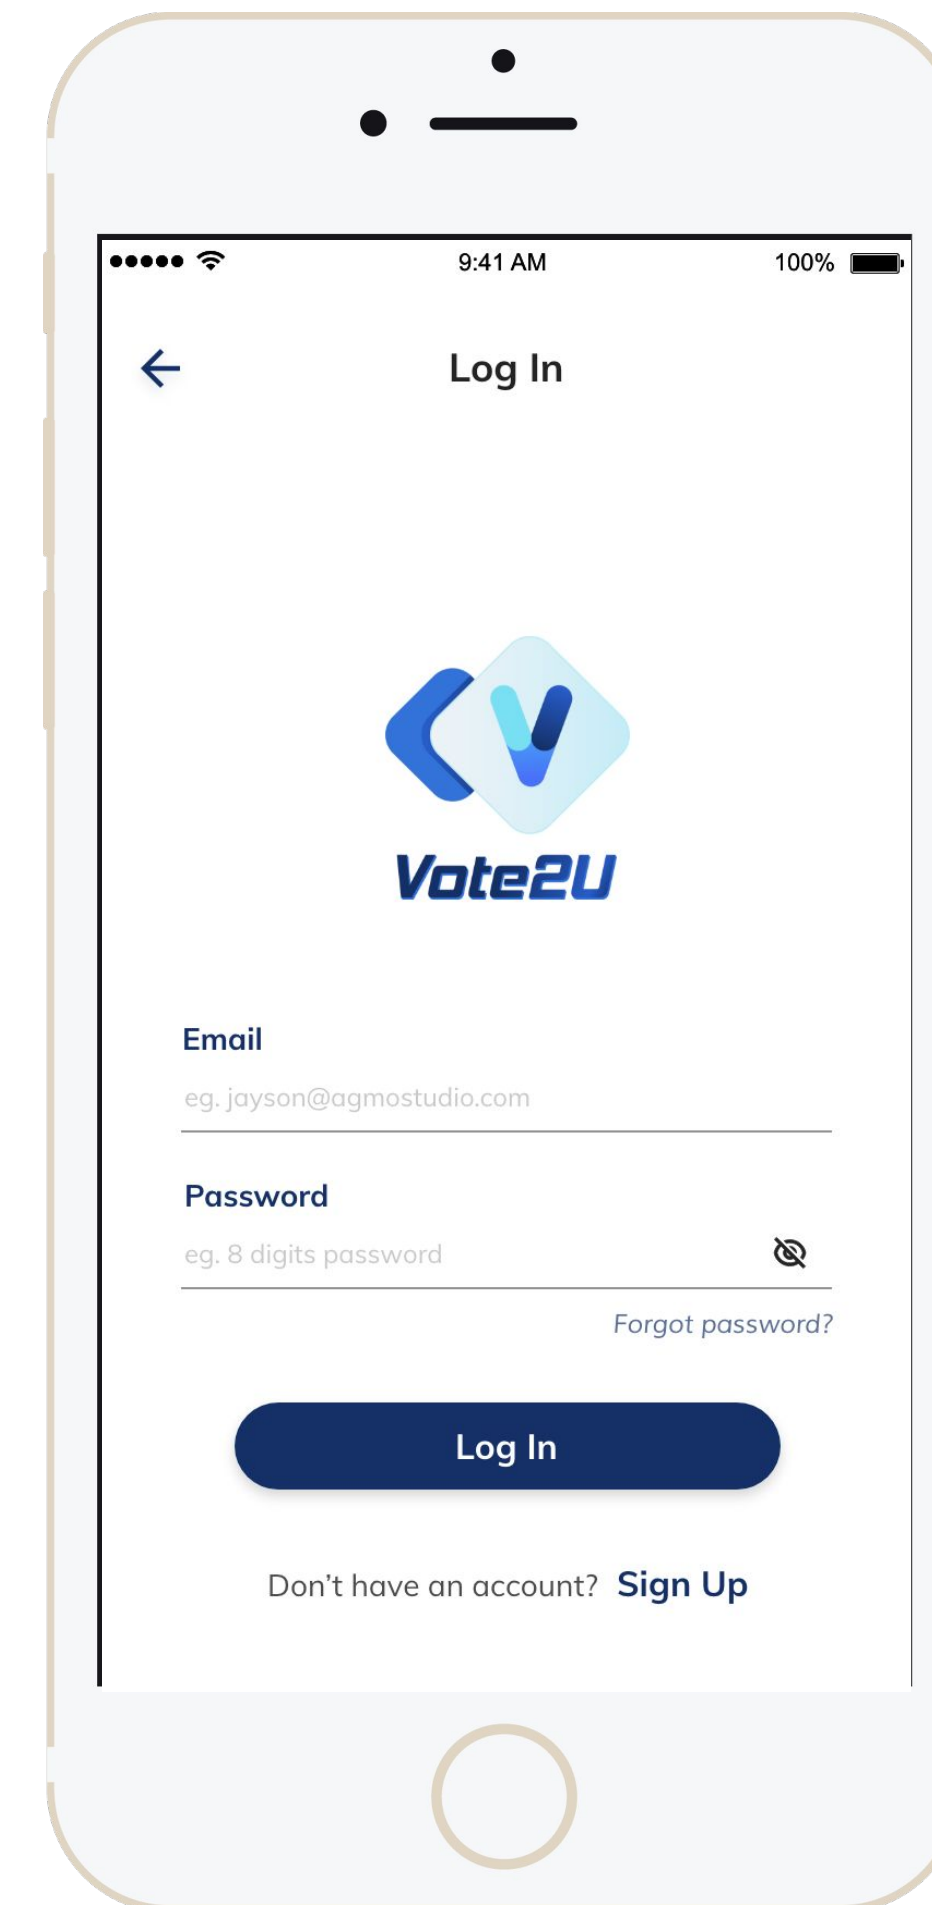 9:41 AM 100%
Log In
Vote2U
Email
eg. jayson@agmostudio.com
Password
eg. 8 digits password
Forgot password?
Log In
Don't have an account? Sign Up